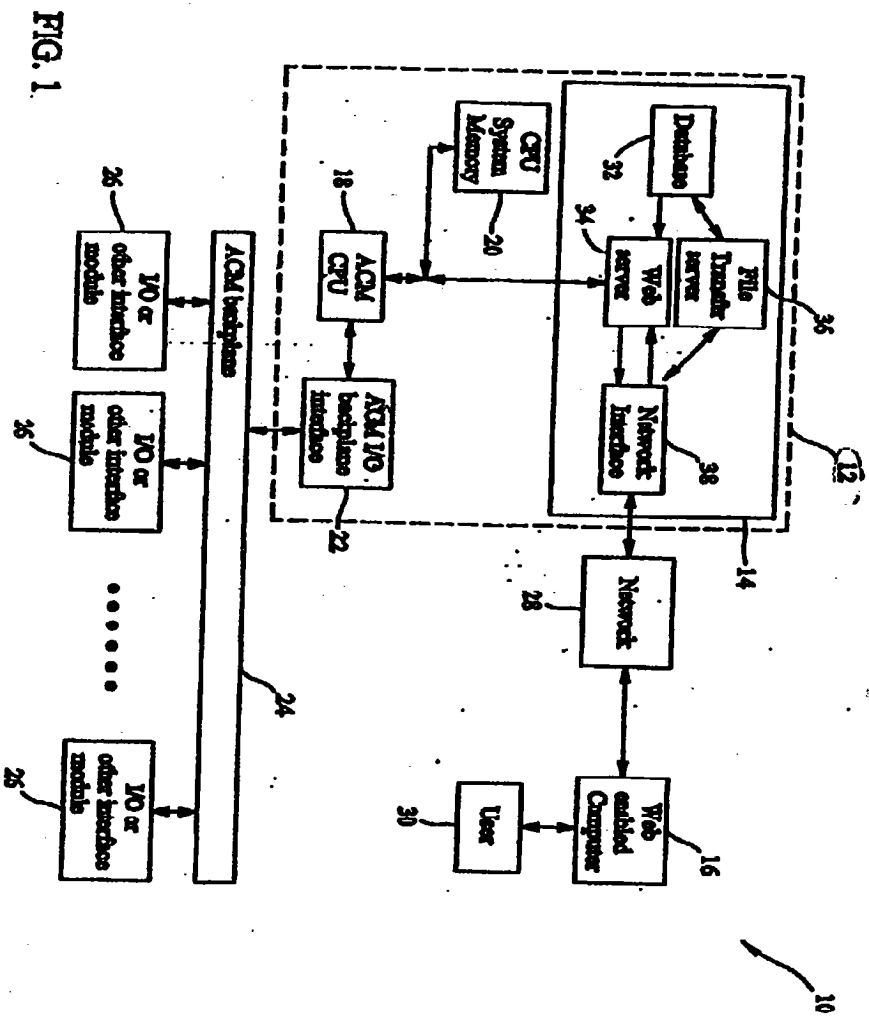 10
12
14
File
Transfer
server
36
Database
32
34
Web
server
Network
Interface
38
Network
28
Web
enabled
Computer
16
CPU
System
Memory
20
User
30
18
ACM
CPU
ACM I/O
backplane
interface
22
ACM backplane
24
I/O or
other interface
module
26
I/O or
other interface
module
26
I/O or
other interface
module
26
FIG. 1